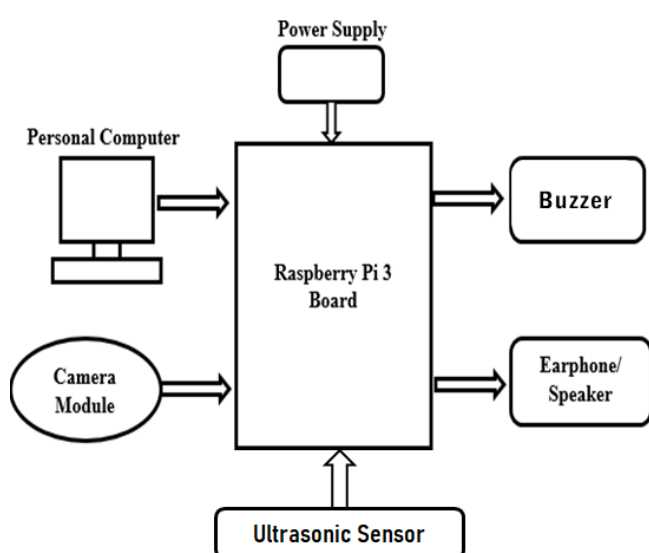 Power Supply
Personal Computer
Buzzer
Raspberry Pi 3
Board
Camera
Module
Earphone/
Speaker
Ultrasonic Sensor